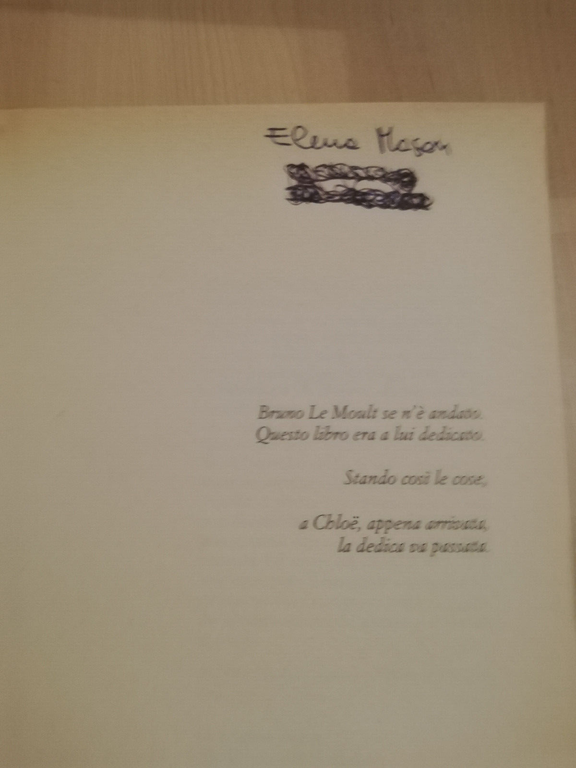 Elena
Bruno Le Moult se n'è andato.
Questo libro era a lui dedicato.
Stando così le cose,
a Chloë, appena arrivata,
la dedica va passata.